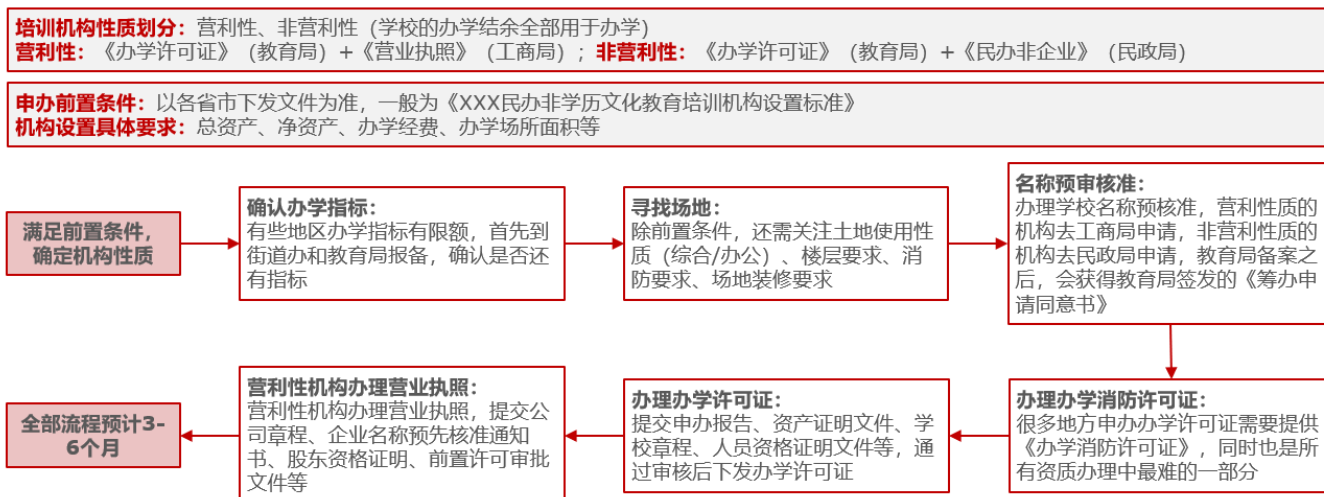 培训机构性质划分：营利性、非营利性（学校的办学结余全部用于办学）
营利性：《办学许可证》（教育局）+《营业执照》（工商局）；非营利性：《办学许可证》（教育局）+《民办非企业》（民政局）
申办前置条件：以各省市下发文件为准，一般为《XXX民办非学历文化教育培训机构设置标准》
机构设置具体要求：总资产、净资产、办学经费、办学场所面积等
满足前置条件，
确定机构性质
确认办学指标：
有些地区办学指标有限额，首先到
街道办和教育局报备，确认是否还
有指标
寻找场地：
除前置条件，还需关注土地使用性
质（综合/办公）、楼层要求、消
防要求、场地装修要求
名称预审核准：
办理学校名称预核准，营利性质的
机构去工商局申请，非营利性质的
机构去民政局申请，教育局备案之
后，会获得教育局签发的《筹办申
请同意书》
办理办学消防许可证：
很多地方申办办学许可证需要提供
《办学消防许可证》，同时也是所
有资质办理中最难的一部分
办理办学许可证：
提交申办报告、资产证明文件、学
校章程、人员资格证明文件等，通
过审核后下发办学许可证
营利性机构办理营业执照：
营利性机构办理营业执照，提交公
司章程、企业名称预先核准通知
书、股东资格证明、前置许可审批
文件等
全部流程预计3-
6个月